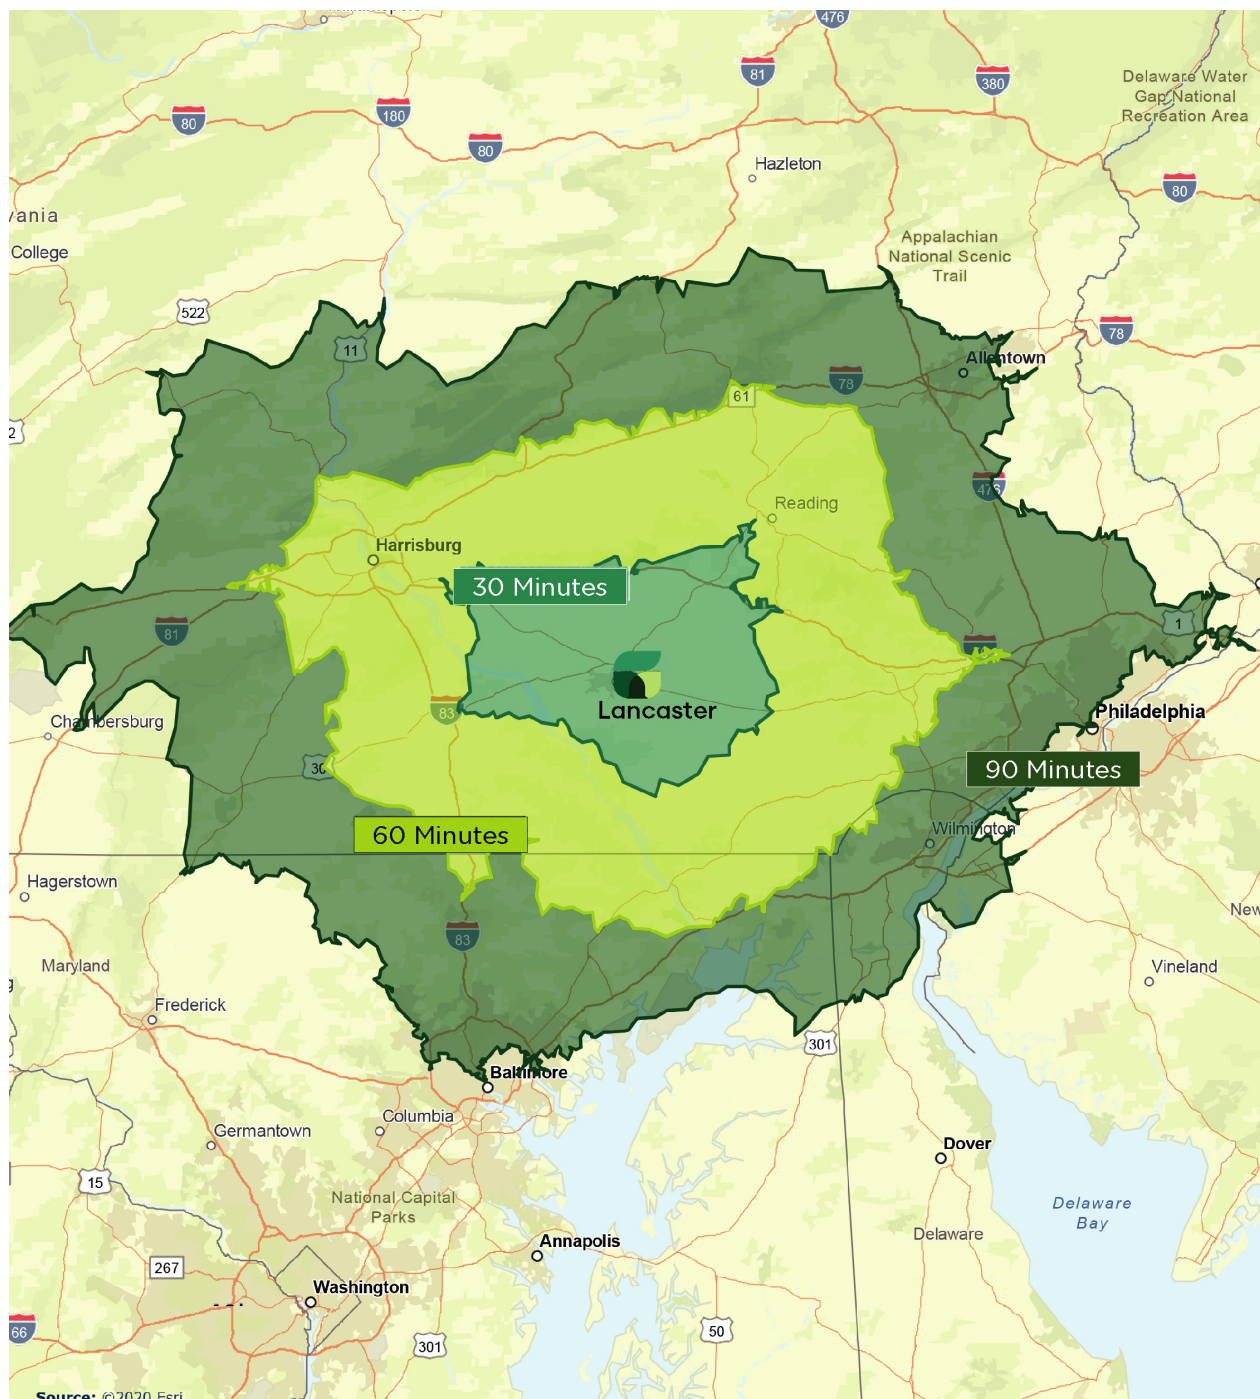 476
81
380
Delaware Water
Gap National
Recreation Area
80
180
80
Hazleton
80
vania
College
Appalachian
National Scenic
Trail
522
78
11
Allentown
78
61
2
476
Reading
Harrisburg
30 Minutes
81
1
Lancaster
83
Chambersburg
Philadelphia
30
90 Minutes
60 Minutes
Wilmington
Hagerstown
New
83
Maryland
Vineland
Frederick
301
Baltimore
Columbia
Germantown
Dover
15
National Capital
Parks
Delaware
Bay
Annapolis
Delaware
267
Washington
66
50
301
Source: ©2020 Esri